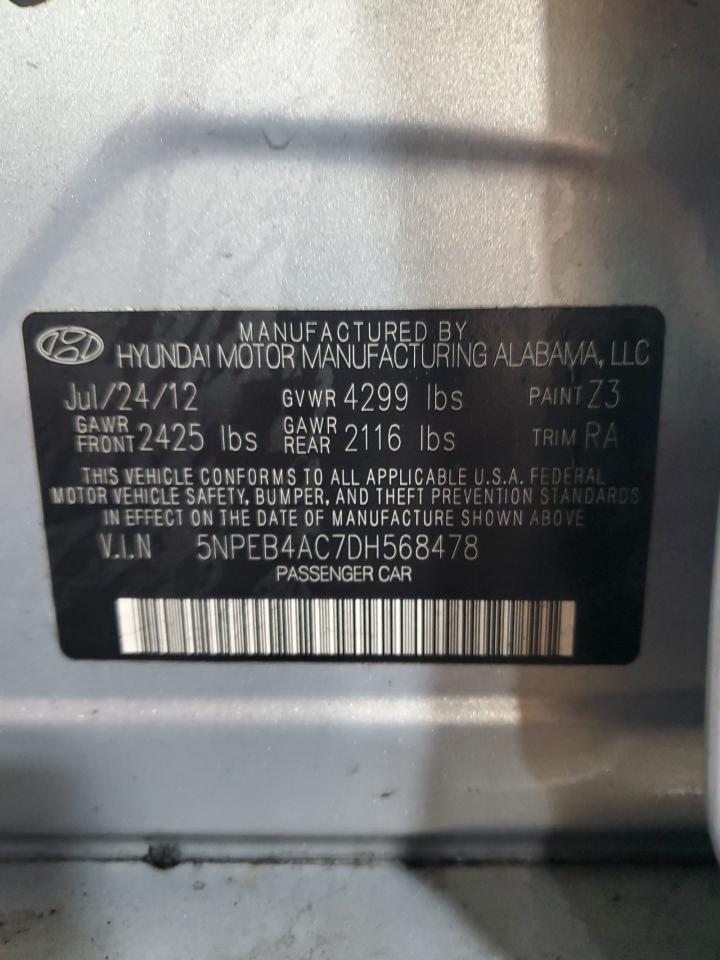 MANUFACTURED BY
HYUNDAI MOTOR MANUFACTURING ALABAMA, LLC
Jul/24/12 GVWR 4299 lbs PAINT Z3
GAWR FRONT 2425 lbs GAWR REAR 2116 lbs TRIM RA
THIS VEHICLE CONFORMS TO ALL APPLICABLE U.S.A. FEDERAL
MOTOR VEHICLE SAFETY, BUMPER, AND THEFT PREVENTION STANDARDS
IN EFFECT ON THE DATE OF MANUFACTURE SHOWN ABOVE
V.I.N 5NPEB4AC7DH568478
PASSENGER CAR